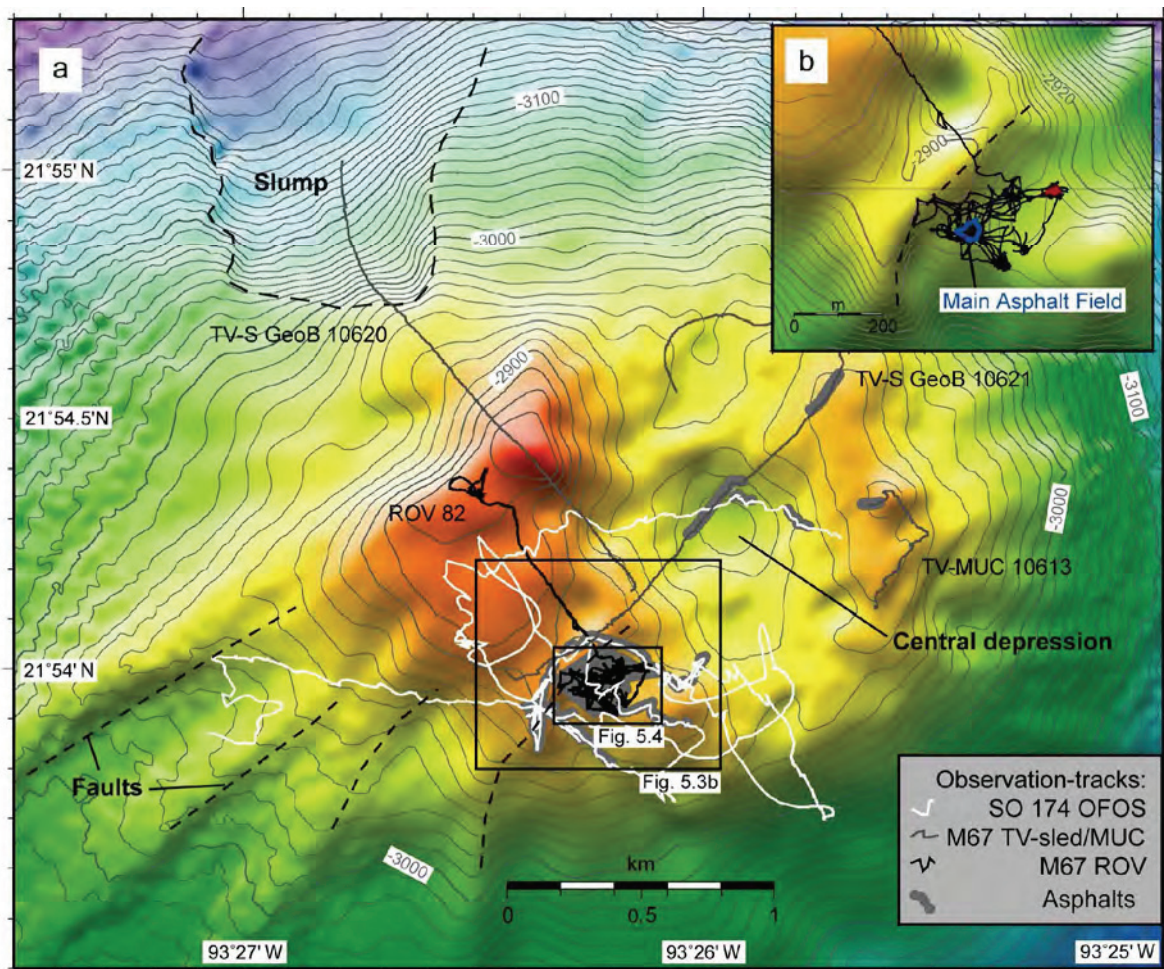 a
b
-3100
-2920
21°55' N
-2900
Slump
-3000
Main Asphalt Field
m
0 200
TV-S GeoB 10620
-2900
TV-S GeoB 10621
-3100
21°54.5' N
ROV 82
-3000
TV-MUC 10613
Central depression
21°54' N
Fig. 5.4
Faults
Fig. 5.3b
Observation-tracks:
SO 174 OFOS
M67 TV-sled/MUC
M67 ROV
Asphalts
-3000
km
0 0,5 1
93°27' W
93°26' W
93°25' W